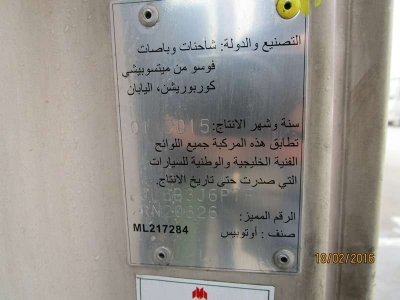 التصنيع والدولة: شاحنات وباصات
فوسو من ميتسوبيشي
كوربوريشن، اليابان
سنة وشهر الانتاج:
تطابق هذه المركبة جميع اللوائح
الفنية الخليجية والوطنية للسيارات
التي صدرت حتى تاريخ الانتاج.
الرقم المميز:
صنف : أوتوبيس
ML217284
18/02/2016